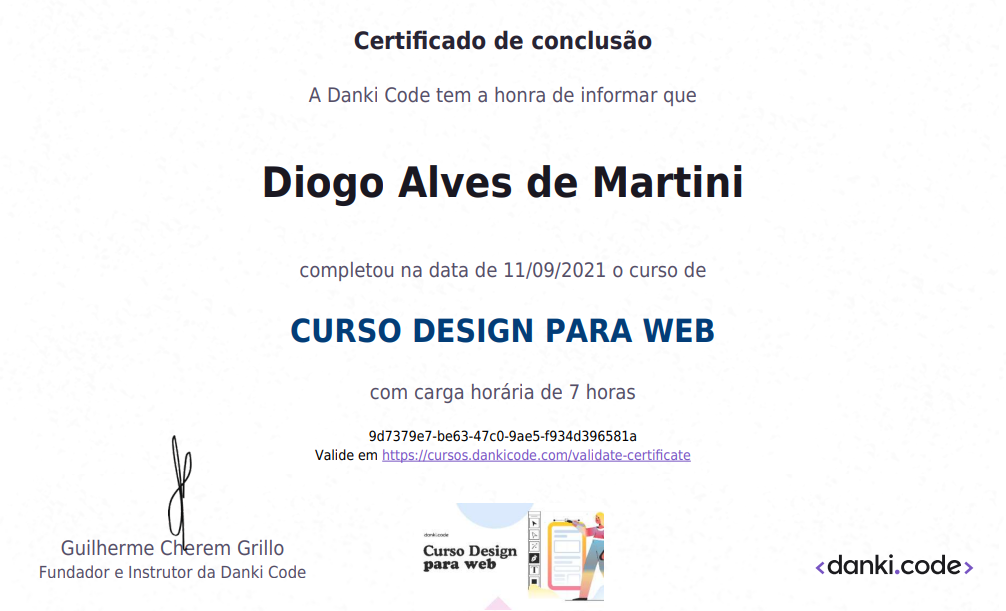 Certificado de conclusão
A Danki Code tem a honra de informar que
Diogo Alves de Martini
completou na data de 11/09/2021 o curso de
CURSO DESIGN PARA WEB
com carga horária de 7 horas
9d7379e7-be63-47c0-9ae5-f934d396581a
Valide em https://cursos.dankicode.com/validate-certificate
Guilherme Cherem Grillo
Fundador e Instrutor da Danki Code
danki.code
Curso Design
para web
<danki.code>